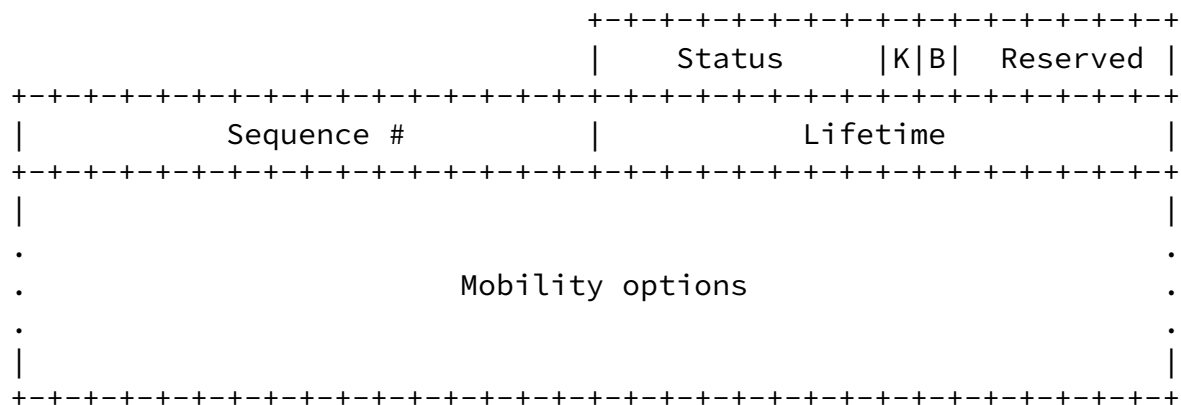 +-+-+-+-+-+-+-+-+-+-+-+-+-+-+-+-+
                                |    Status     |K|B|  Reserved |
+-+-+-+-+-+-+-+-+-+-+-+-+-+-+-+-+-+-+-+-+-+-+-+-+-+-+-+-+-+-+-+-+
|           Sequence #          |           Lifetime            |
+-+-+-+-+-+-+-+-+-+-+-+-+-+-+-+-+-+-+-+-+-+-+-+-+-+-+-+-+-+-+-+-+
|                                                               |
.                                                               .
.                        Mobility options                       .
.                                                               .
|                                                               |
+-+-+-+-+-+-+-+-+-+-+-+-+-+-+-+-+-+-+-+-+-+-+-+-+-+-+-+-+-+-+-+-+